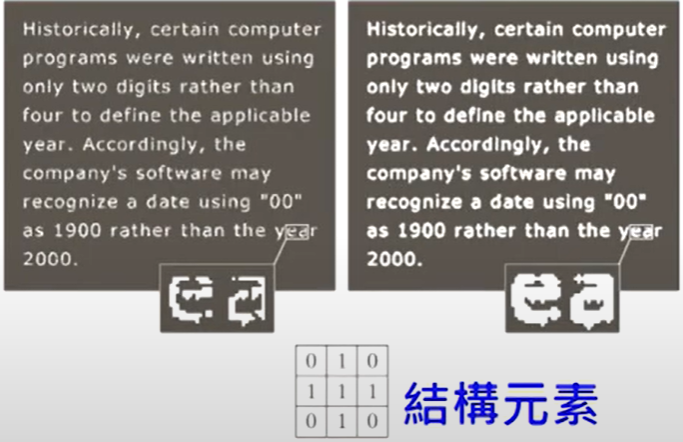 Historically, certain computer
programs were written using
only two digits rather than
four to define the applicable
year. Accordingly, the
company's software may
recognize a date using "00"
as 1900 rather than the year
2000.
ea
Historically, certain computer
programs were written using
only two digits rather than
four to define the applicable
year. Accordingly, the
company's software may
recognize a date using "00"
as 1900 rather than the year
2000.
ea
0 1 0
1 1 1
0 1 0
結構元素